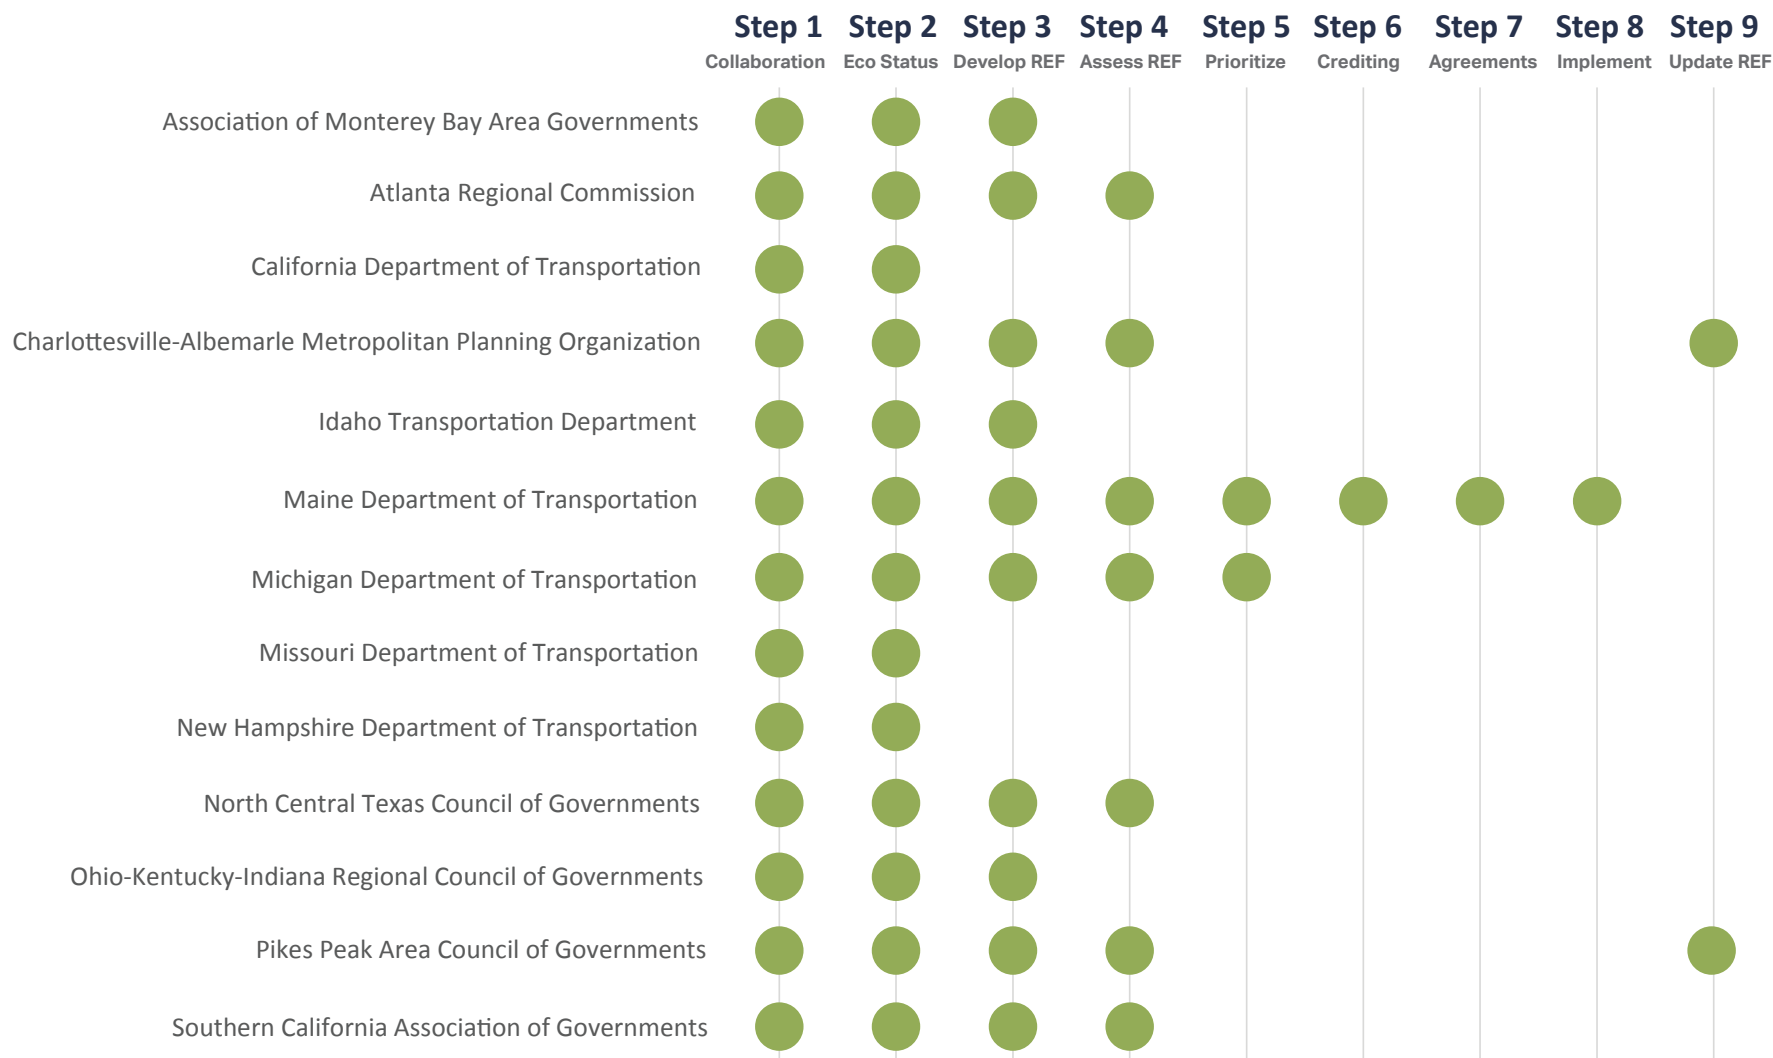 Step 1 Step 2 Step 3 Step 4 Step 5 Step 6 Step 7 Step 8 Step 9
Collaboration Eco Status Develop REF Assess REF Prioritize Crediting Agreements Implement Update REF
Association of Monterey Bay Area Governments
Atlanta Regional Commission
California Department of Transportation
Charlottesville-Albemarle Metropolitan Planning Organization
Idaho Transportation Department
Maine Department of Transportation
Michigan Department of Transportation
Missouri Department of Transportation
New Hampshire Department of Transportation
North Central Texas Council of Governments
Ohio-Kentucky-Indiana Regional Council of Governments
Pikes Peak Area Council of Governments
Southern California Association of Governments